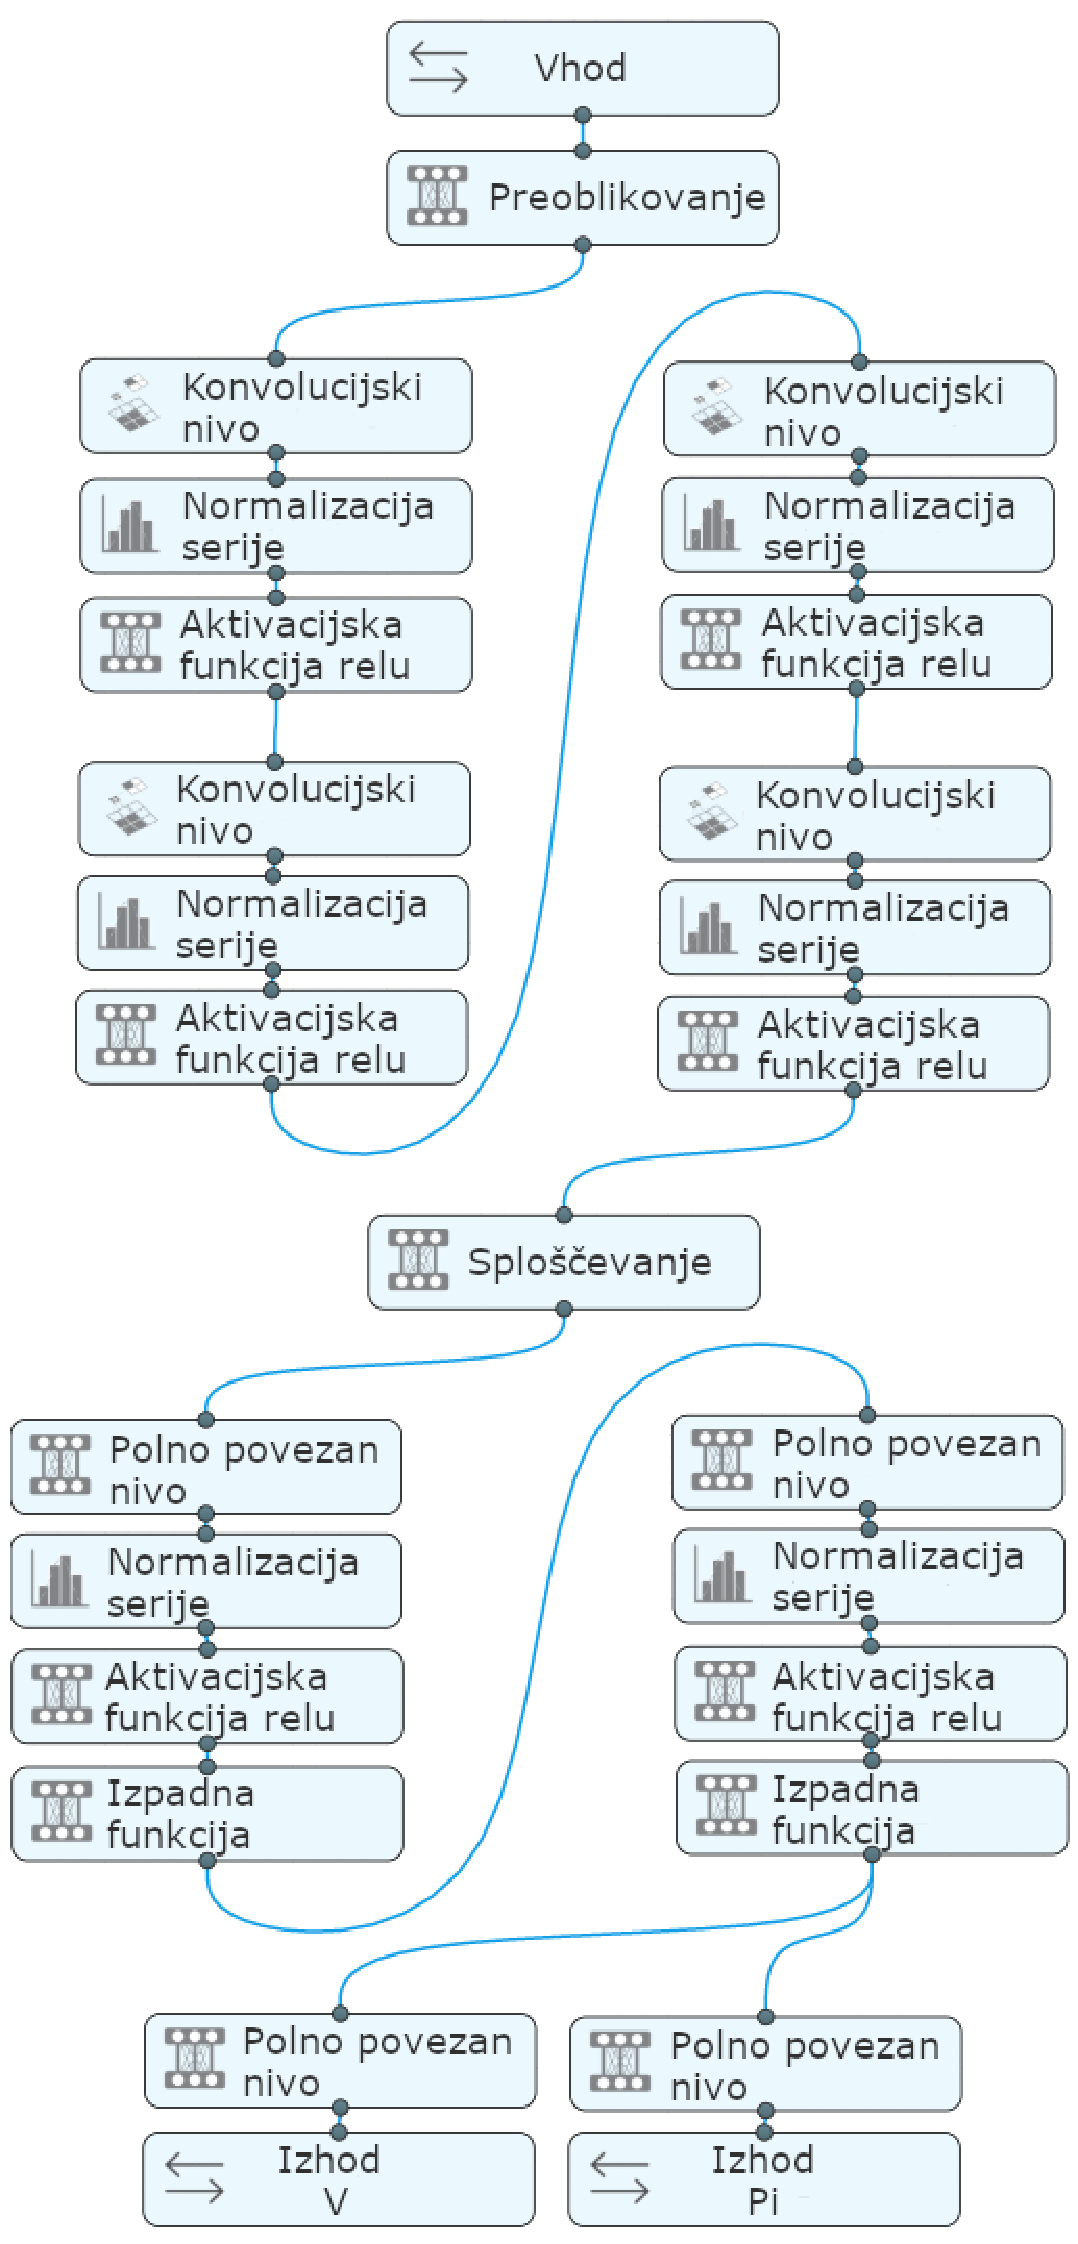 Vhod
Preoblikovanje
Konvolucijski
nivo
Normalizacija
serije
Aktivacijska
funkcija relu
Konvolucijski
nivo
Normalizacija
serije
Aktivacijska
funkcija relu
Konvolucijski
nivo
Normalizacija
serije
Aktivacijska
funkcija relu
Konvolucijski
nivo
Normalizacija
serije
Aktivacijska
funkcija relu
Sploščevanje
Polno povezan
nivo
Normalizacija
serije
Aktivacijska
funkcija relu
Izpadna
funkcija
Polno povezan
nivo
Normalizacija
serije
Aktivacijska
funkcija relu
Izpadna
funkcija
Polno povezan
nivo
Izhod
V
Polno povezan
nivo
Izhod
Pi